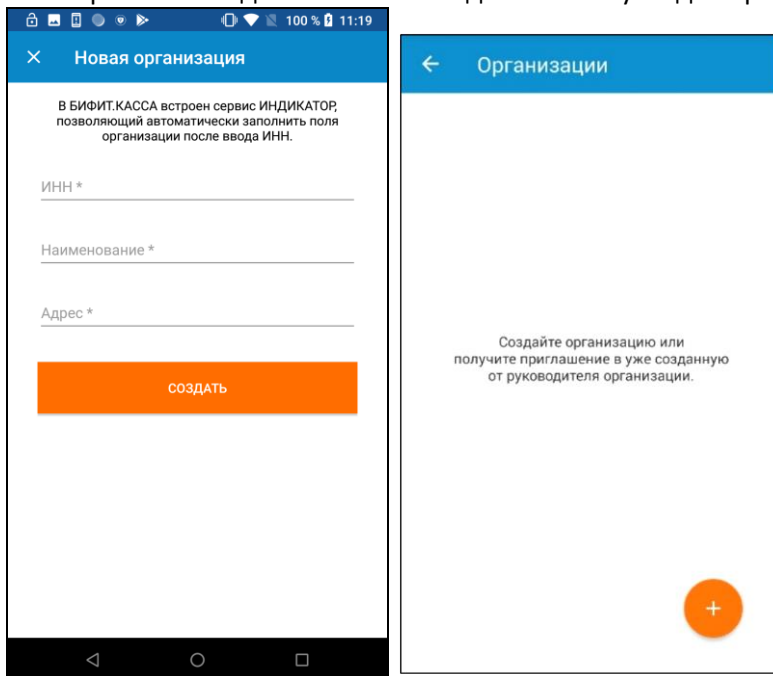 100 % 11:19
Новая организация
В БИФИТ.КАССА встроен сервис ИНДИКАТОР,
позволяющий автоматически заполнить поля
организации после ввода ИНН.
ИНН *
Наименование *
Адрес *
СОЗДАТЬ
Организации
Создайте организацию или
получите приглашение в уже созданную
от руководителя организации.
+